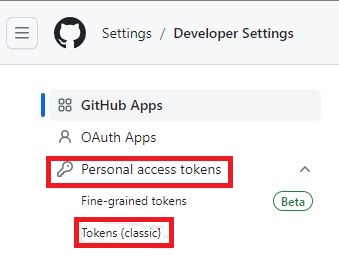 Settings / Developer Settings
GitHub Apps
OAuth Apps
Personal access tokens
Fine-grained tokens Beta
Tokens (classic)